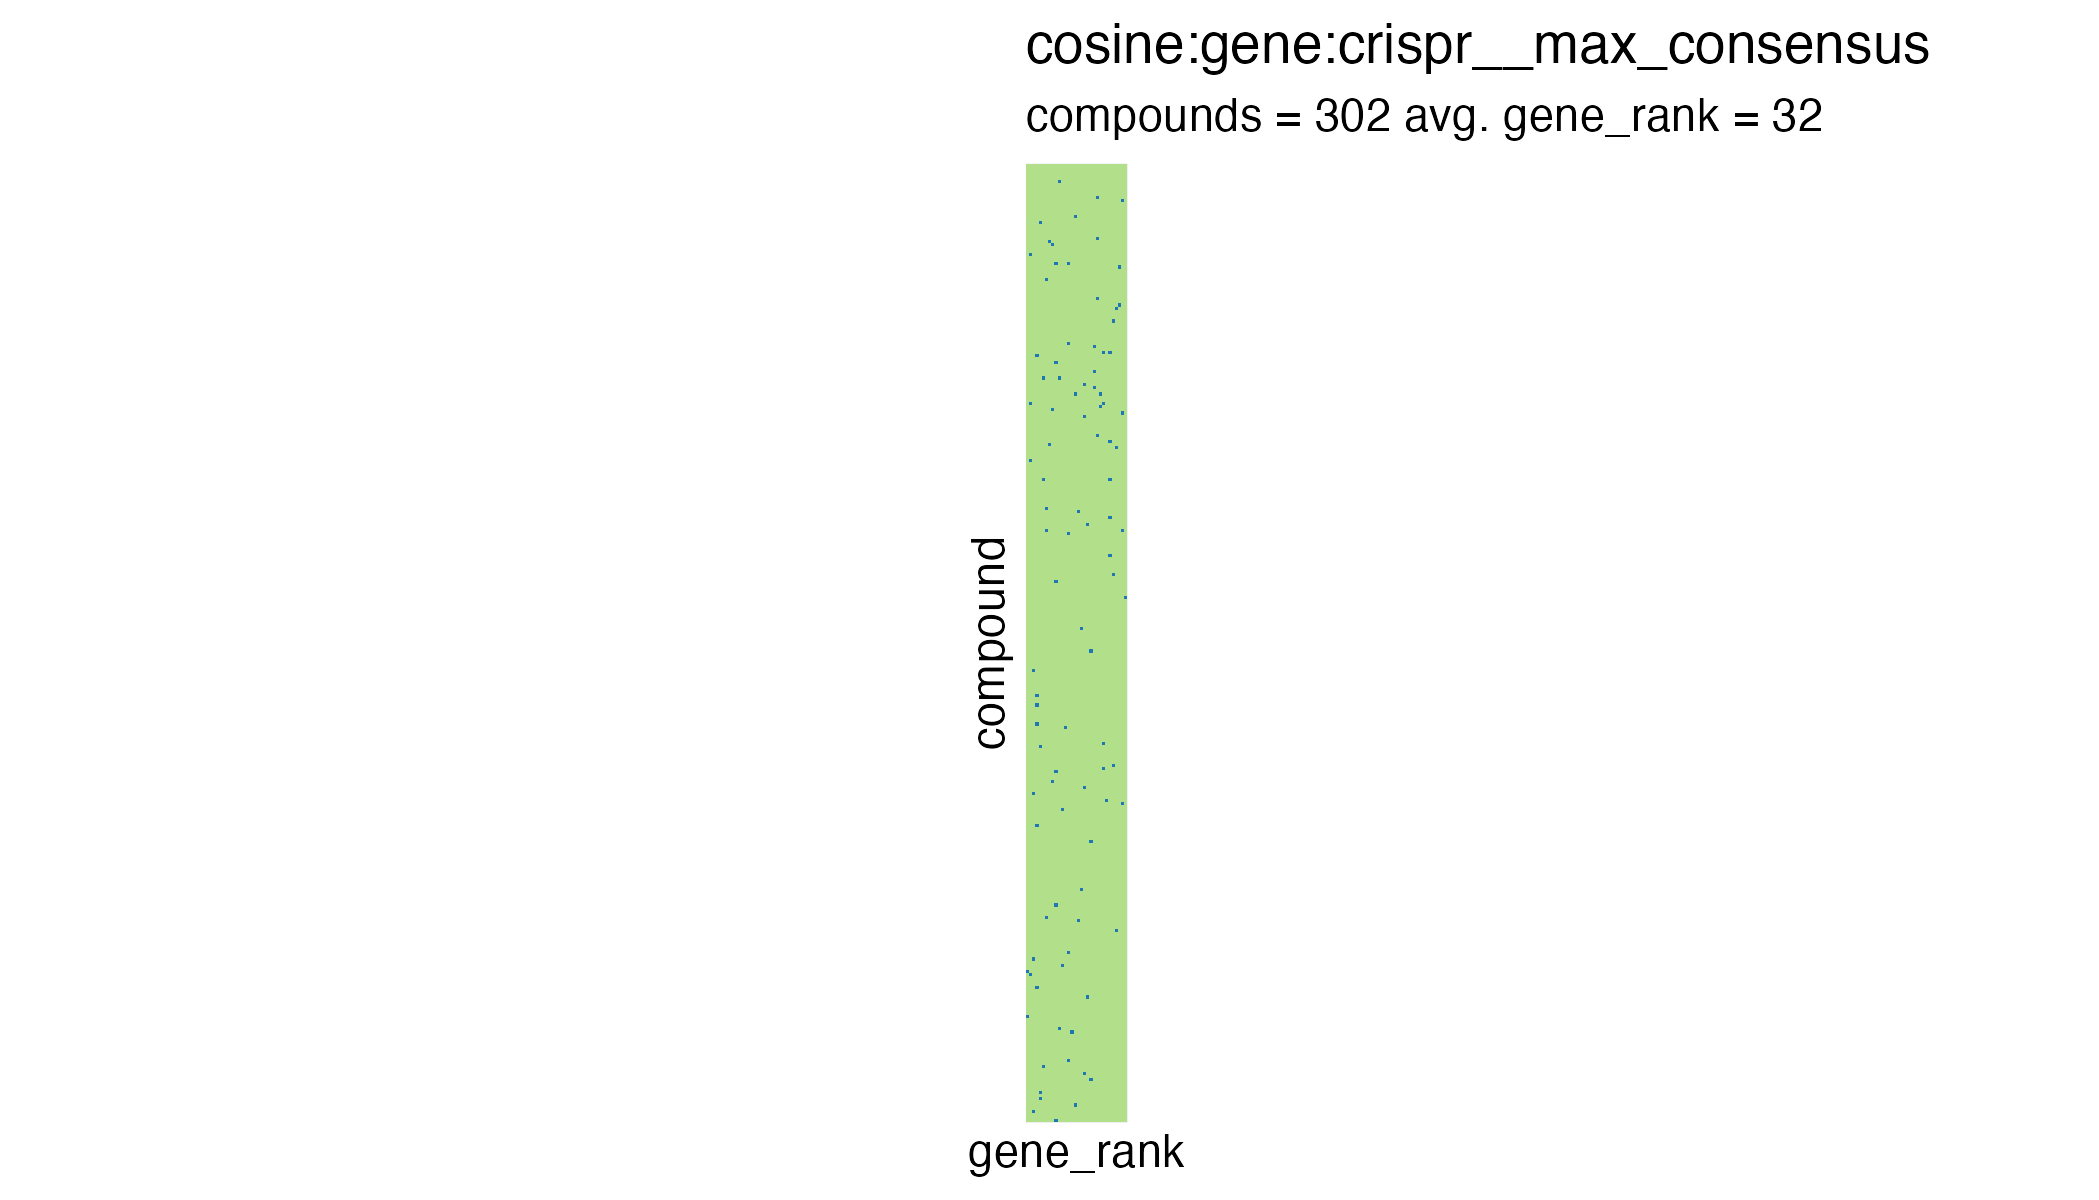 cosine:gene:crispr__max_consensus
compounds = 302 avg. gene_rank = 32
compound
gene_rank